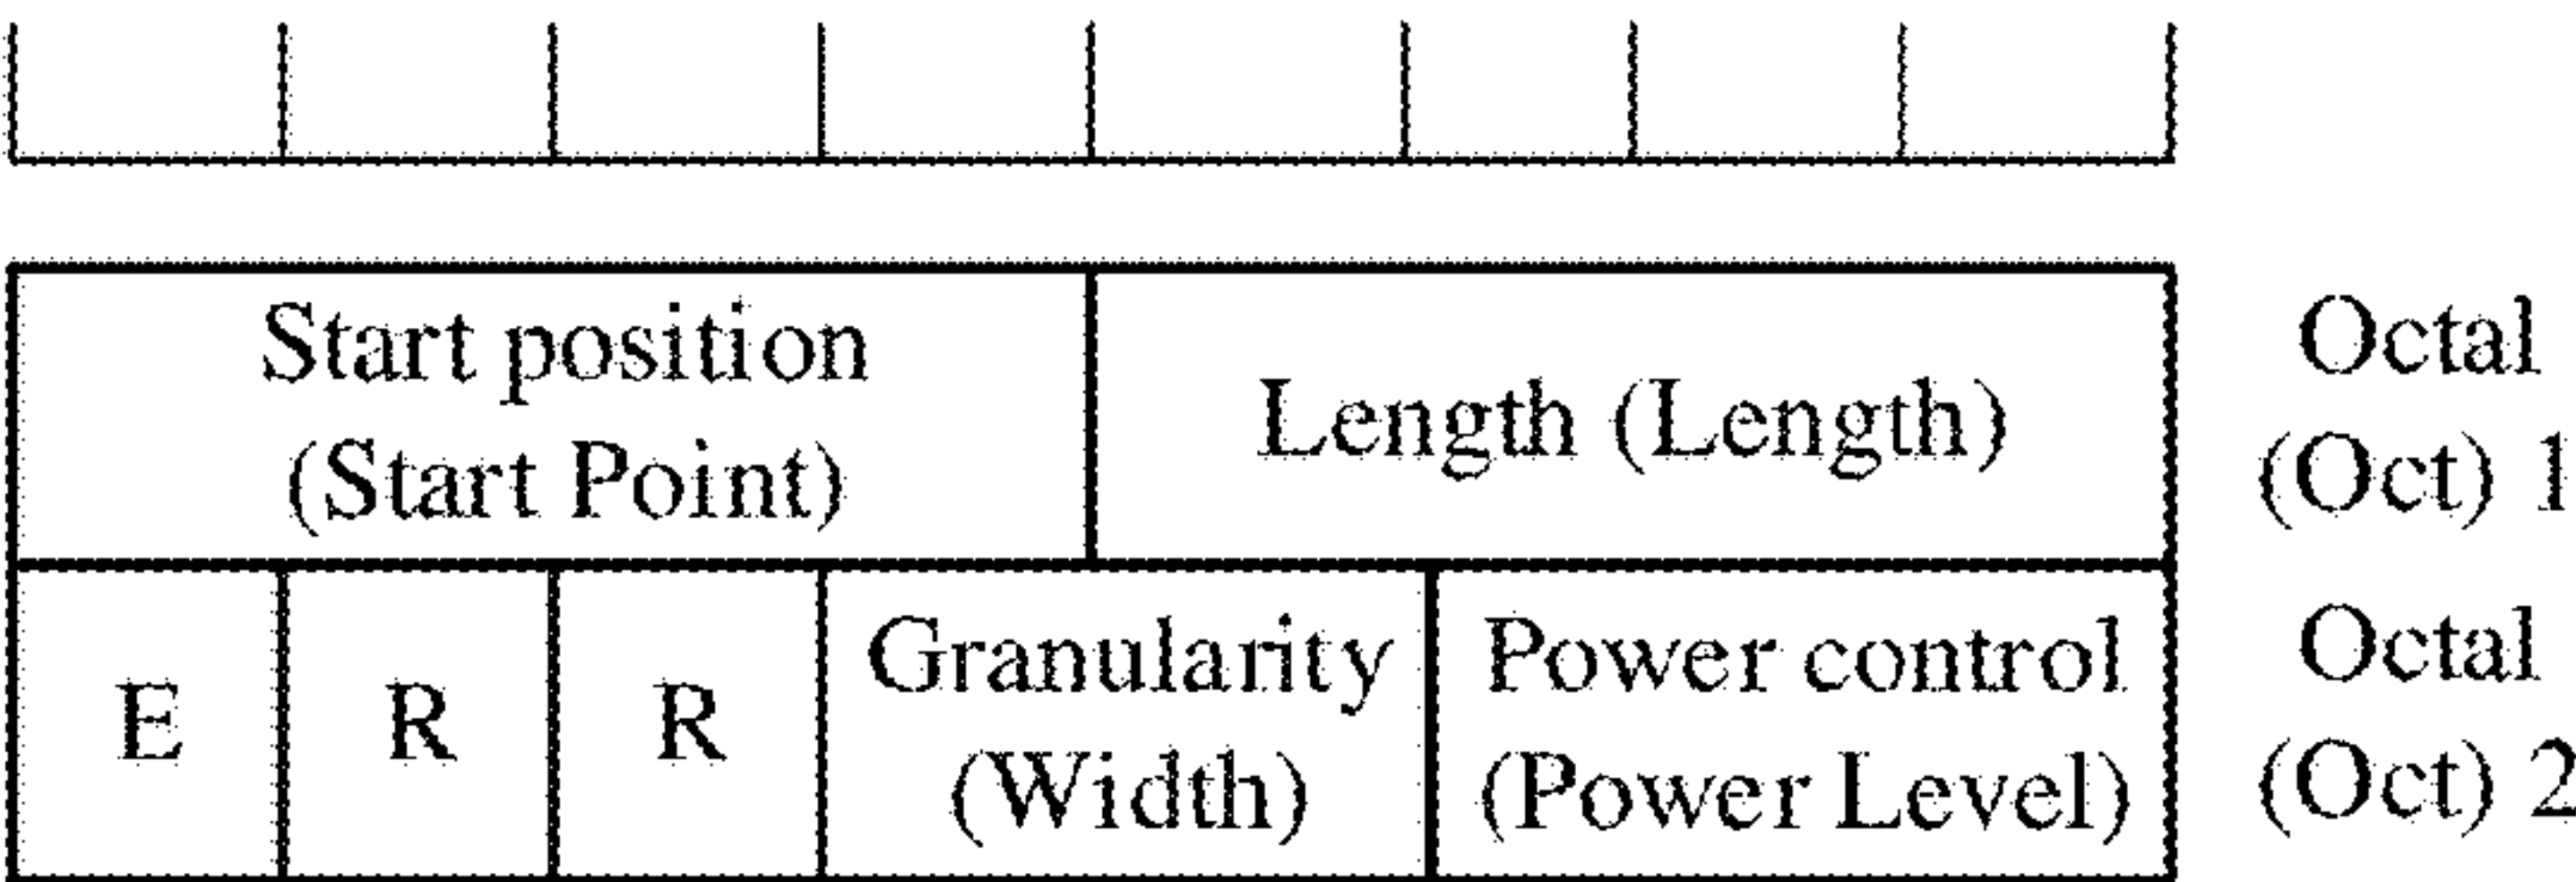 Start position
(Start Point)
Length (Length)
Octal
(Oct) 1
E
R
R
Granularity
(Width)
Power control
(Power Level)
Octal
(Oct) 2